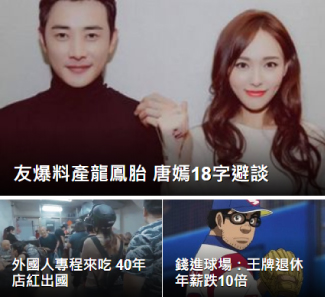 友爆料產龍鳳胎 唐嫣18字避談
外國人專程來吃 40年
店紅出國
錢進球場：王牌退休
年薪跌10倍